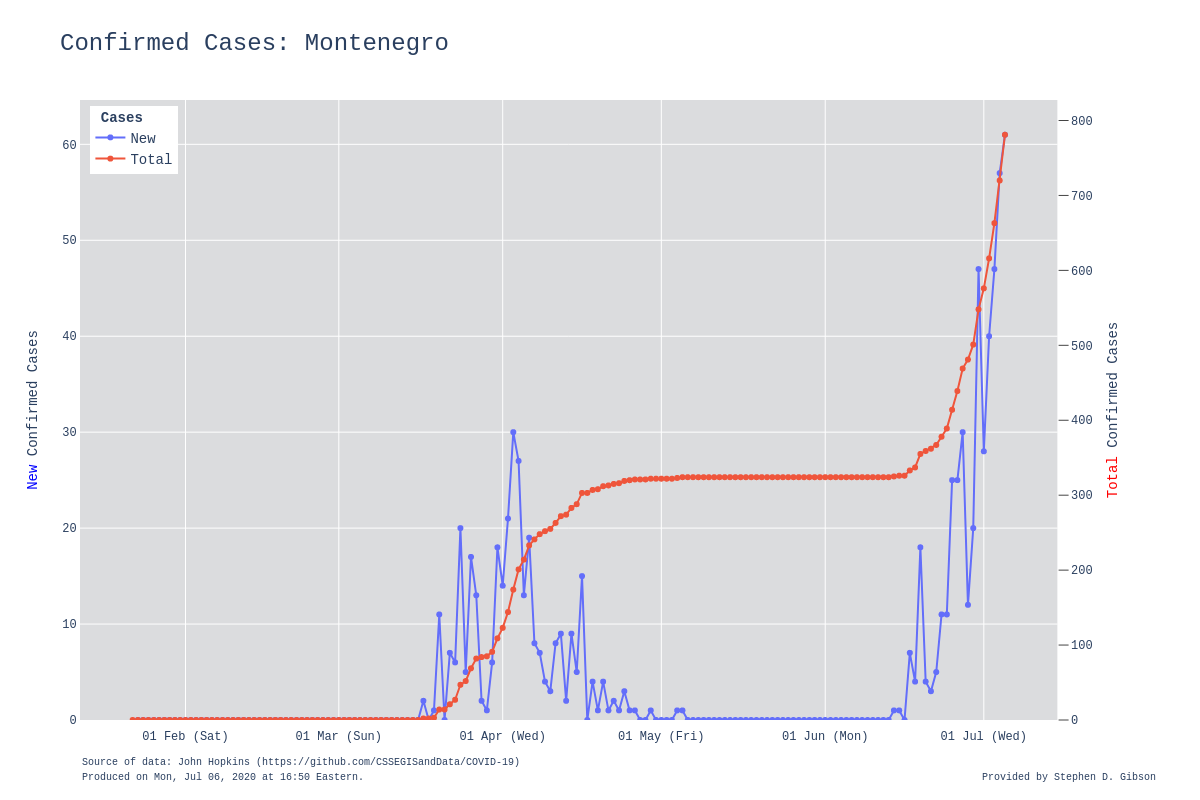 Confirmed Cases: Montenegro
Cases
New
Total
60
50
40
30
20
10
0
New Confirmed Cases
800
700
600
500
400
300
200
100
0
Total Confirmed Cases
01 Feb (Sat)
01 Mar (Sun)
01 Apr (Wed)
01 May (Fri)
01 Jun (Mon)
01 Jul (Wed)
Source of data: John Hopkins (https://github.com/CSSEGISandData/COVID-19)
Produced on Mon, Jul 06, 2020 at 16:50 Eastern.
Provided by Stephen D. Gibson